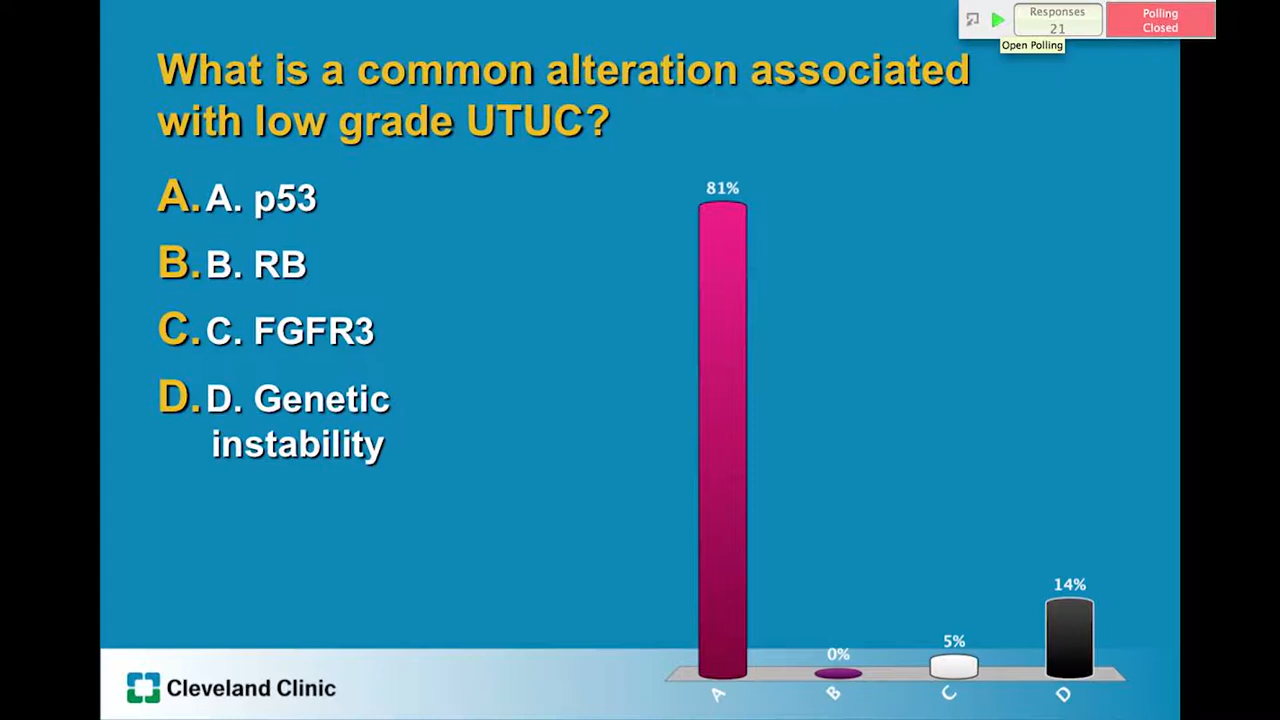 Responses
21
Polling
Closed
Open Polling
What is a common alteration associated
with low grade UTUC?
A. A. p53
B. B. RB
C. C. FGFR3
D. D. Genetic
instability
81%
0%
5%
14%
A
B
C
D
Cleveland Clinic